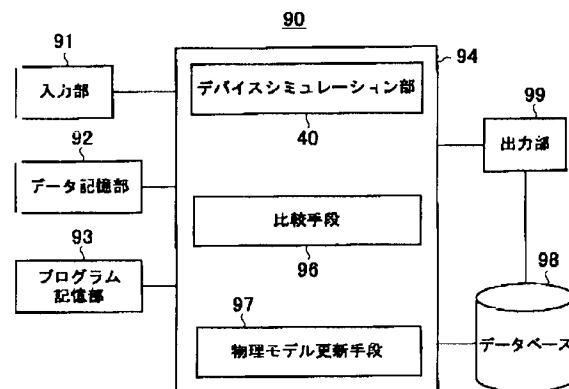 90
91
入力部
92
データ記憶部
93
プログラム
記憶部
94
デバイスシミュレーション部
40
比較手段
96
97
物理モデル更新手段
99
出力部
98
データベース